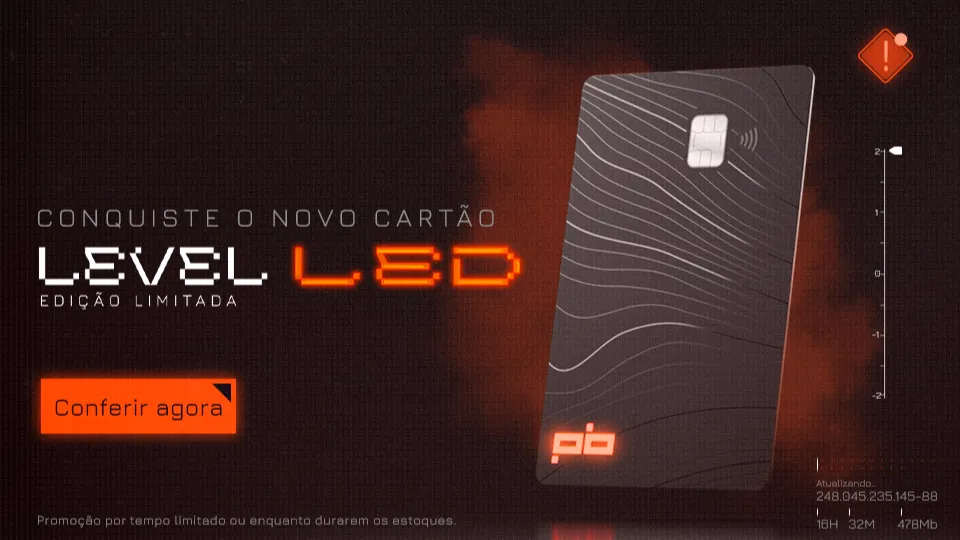 CONQUISTE O NOVO CARTÃO
LEVEL LED
EDIÇÃO LIMITADA
Conferir agora
Promoção por tempo limitado ou enquanto durarem os estoques.
pb
!
2
1
0
-1
-2
Atualizando...
248.045.235.145-88
16H 32M 478Mb